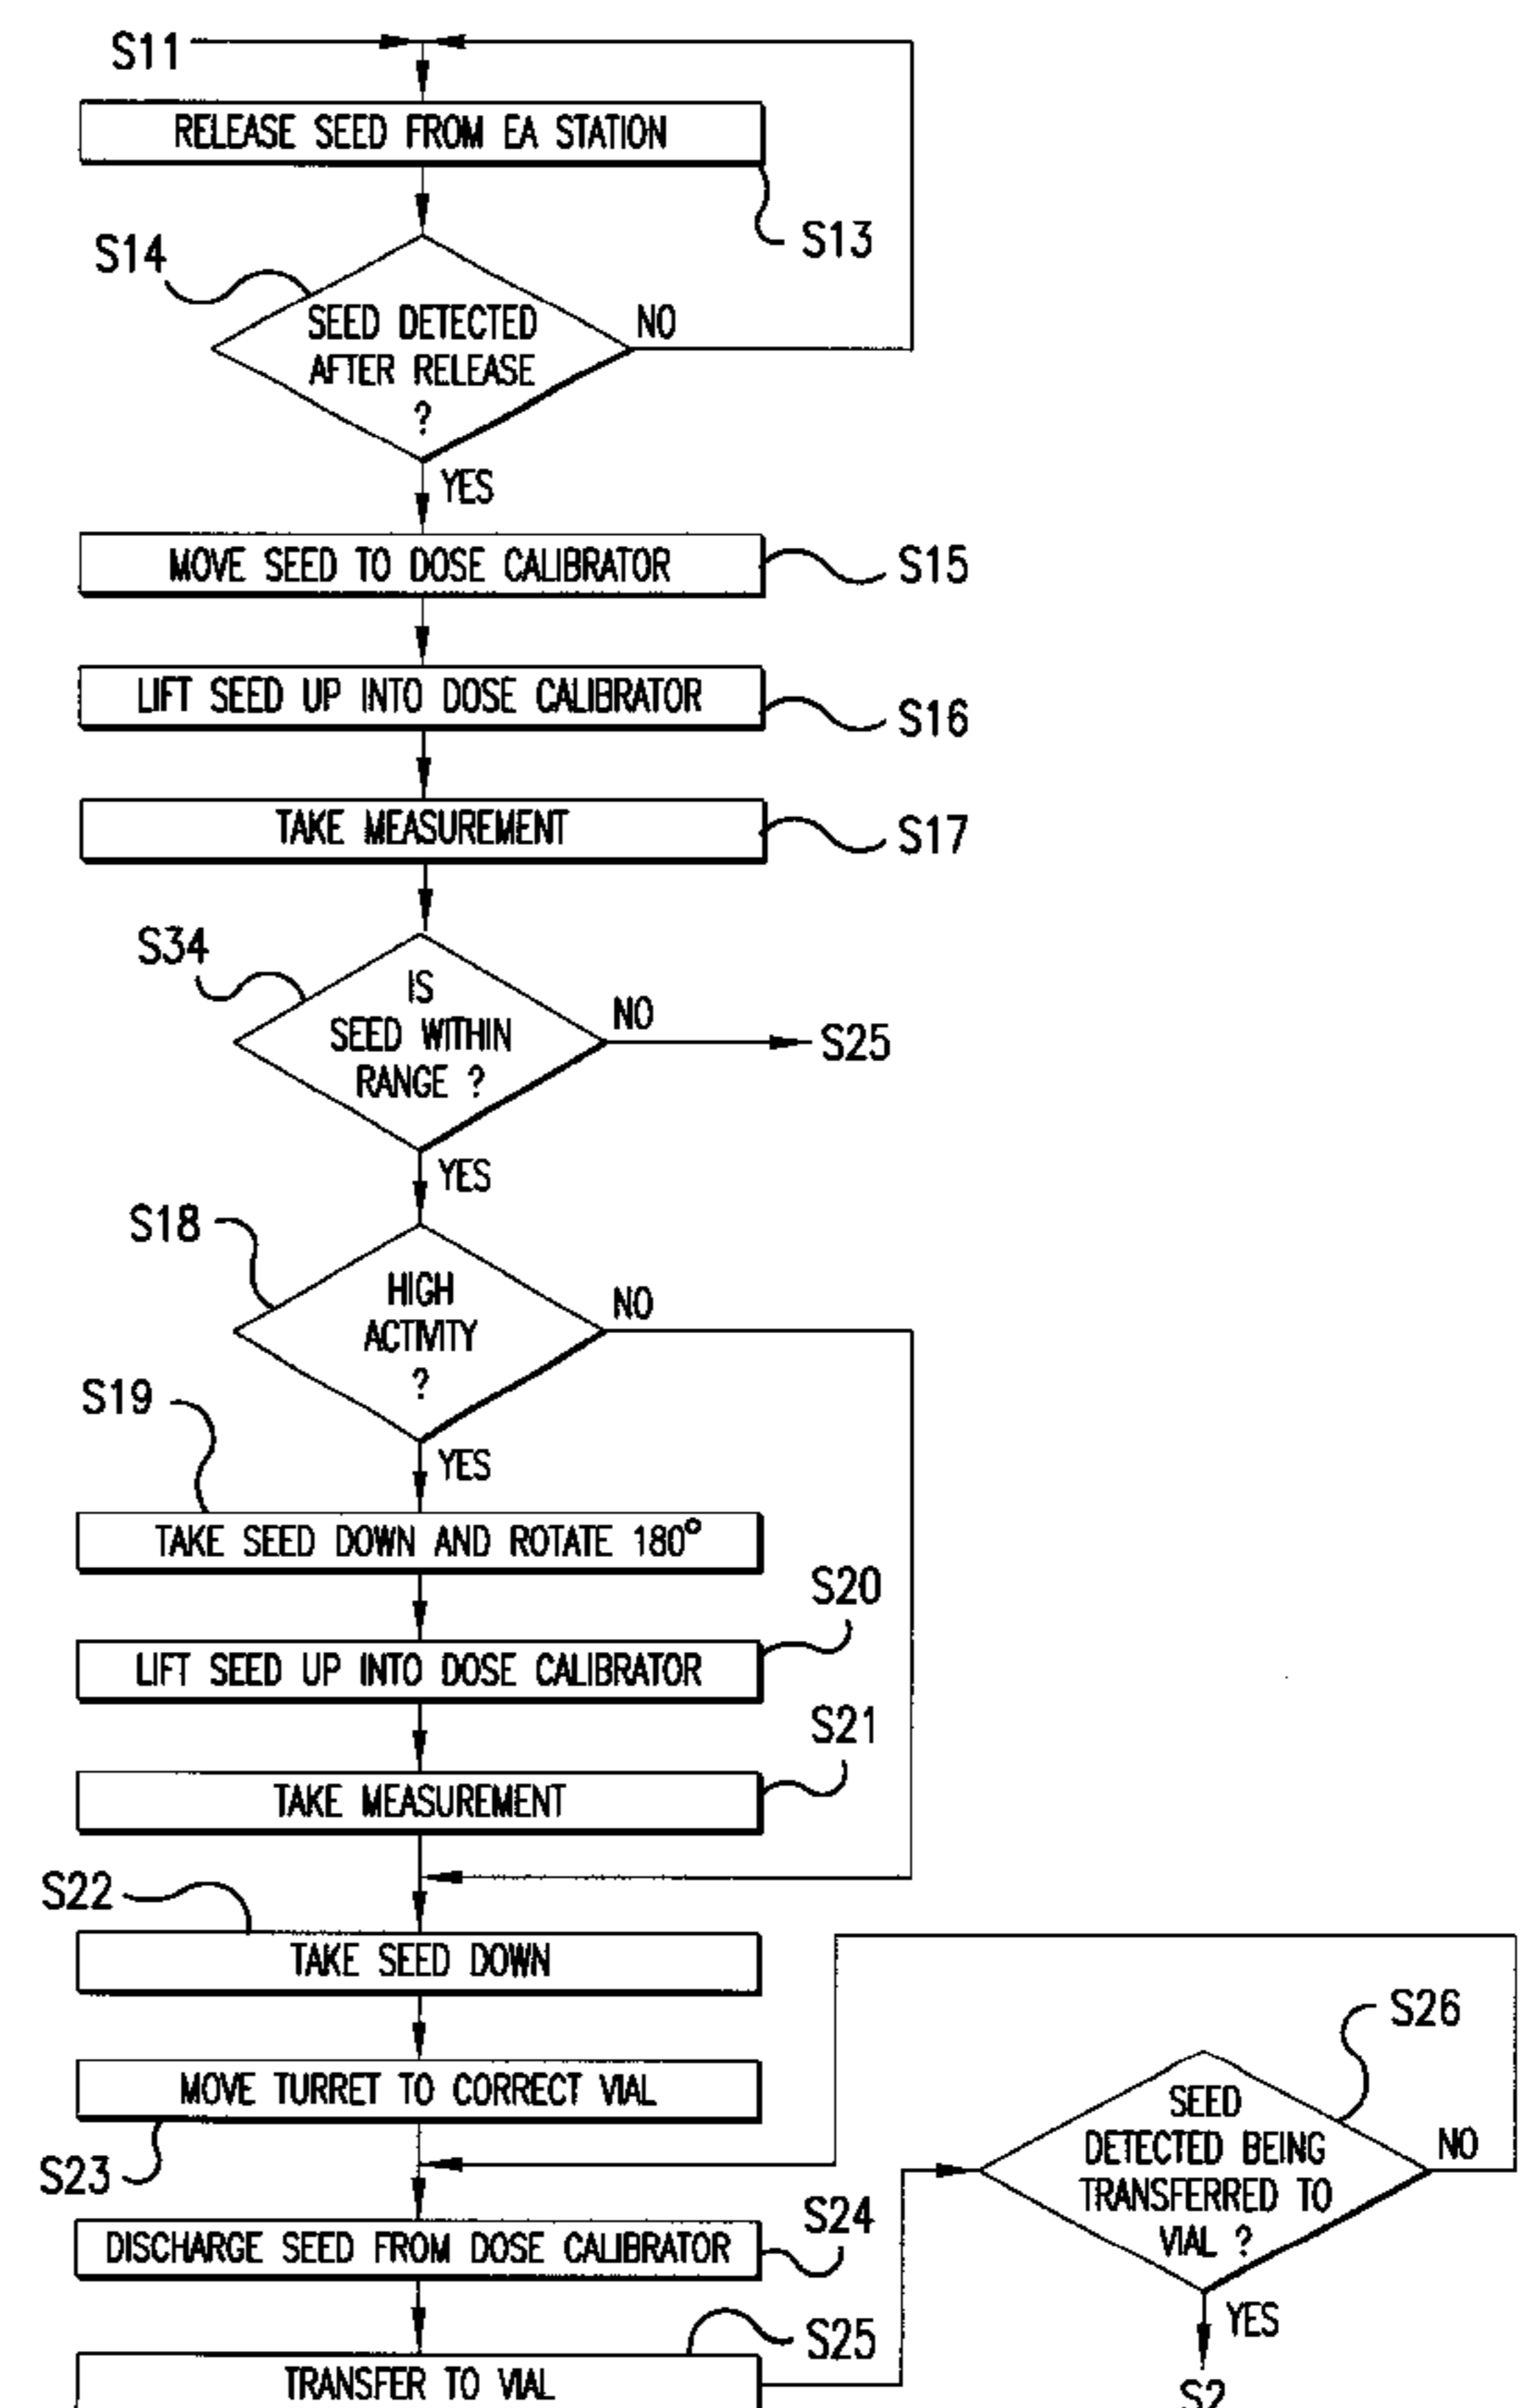 S11
RELEASE SEED FROM EA STATION
S13
S14
SEED DETECTED
AFTER RELEASE
?
NO
YES
MOVE SEED TO DOSE CALIBRATOR
S15
LIFT SEED UP INTO DOSE CALIBRATOR
S16
TAKE MEASUREMENT
S17
S34
IS
SEED WITHIN
RANGE ?
NO
S25
YES
S18
HIGH
ACTIVITY
?
NO
S19
YES
TAKE SEED DOWN AND ROTATE 180°
S20
LIFT SEED UP INTO DOSE CALIBRATOR
S21
TAKE MEASUREMENT
S22
TAKE SEED DOWN
MOVE TURRET TO CORRECT VIAL
S23
S24
DISCHARGE SEED FROM DOSE CALIBRATOR
S25
TRANSFER TO VIAL
S26
SEED
DETECTED BEING
TRANSFERRED TO
VIAL ?
NO
YES
S2